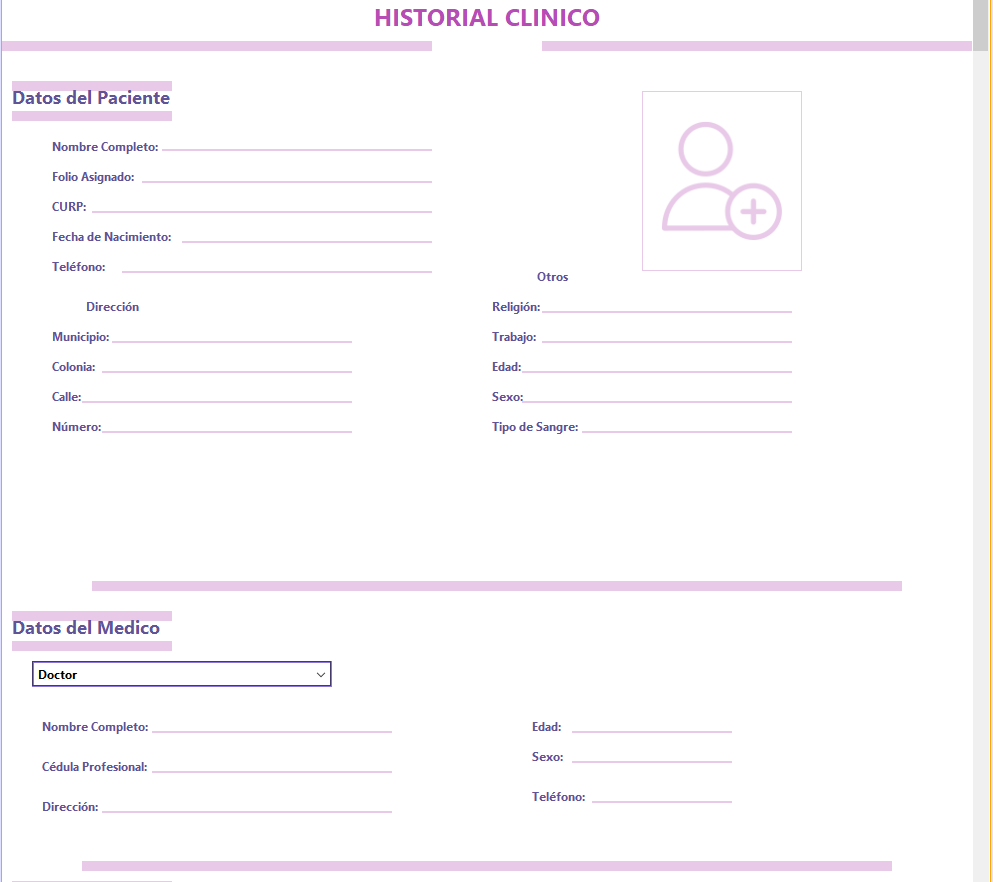 HISTORIAL CLINICO
Datos del Paciente
Nombre Completo:
Folio Asignado:
CURP:
Fecha de Nacimiento:
Teléfono:
Dirección
Municipio:
Colonia:
Calle:
Número:
Otros
Religión:
Trabajo:
Edad:
Sexo:
Tipo de Sangre:
Datos del Medico
Doctor
Nombre Completo:
Cédula Profesional:
Dirección:
Edad:
Sexo:
Teléfono: